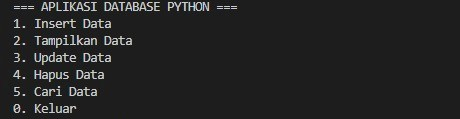 === APLIKASI DATABASE PYTHON ===
1. Insert Data
2. Tampilkan Data
3. Update Data
4. Hapus Data
5. Cari Data
0. Keluar